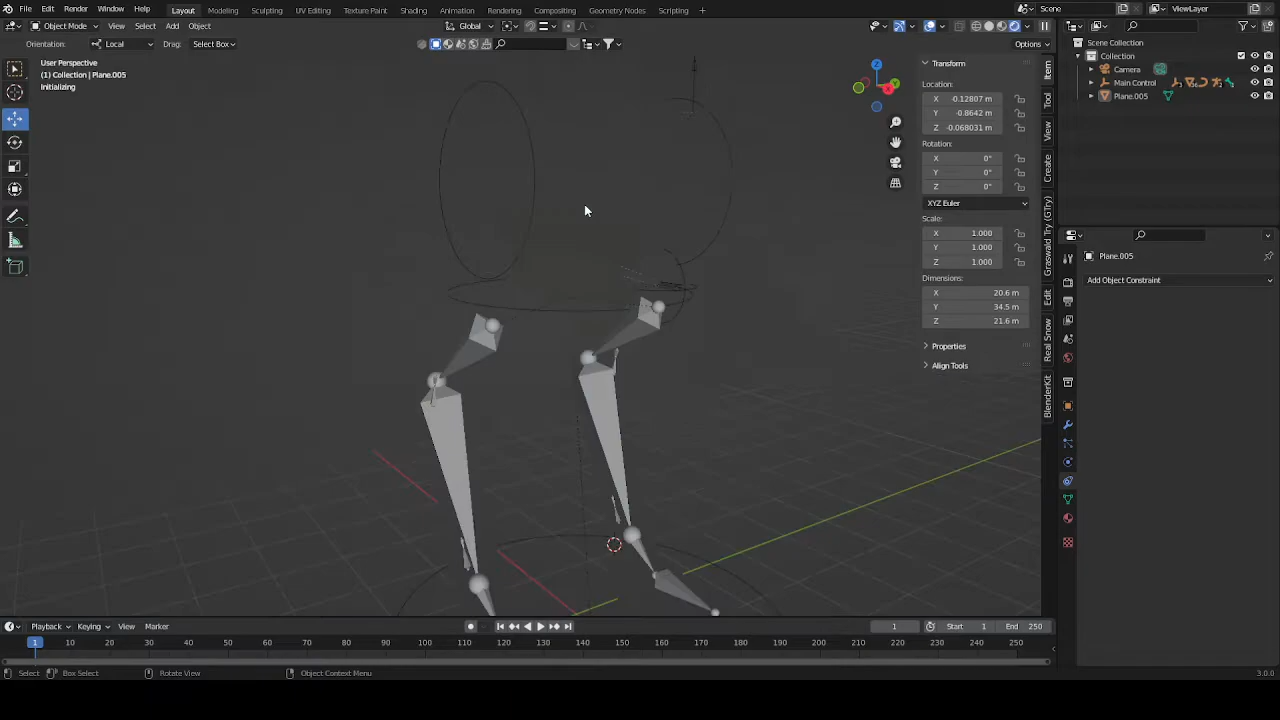 File Edit Render Window Help Layout Modeling Sculpting UV Editing Texture Paint Shading Animation Rendering Compositing Geometry Nodes Scripting + Scene ViewLayer
Object Mode View Select Add Object Global
Orientation: Local Drag: Select Box Options
User Perspective
(1) Collection | Plane.005
Initializing
Z
Y
X
Transform
Location:
X -0.12807 m
Y -0.8642 m
Z -0.068031 m
Rotation:
X 0°
Y 0°
Z 0°
XYZ Euler
Scale:
X 1.000
Y 1.000
Z 1.000
Dimensions:
X 20.6 m
Y 34.5 m
Z 21.6 m
Properties
Align Tools
Item
Tool
View
Create
Graswald Try (GTry)
Edit
Real Snow
BlenderKit
Scene Collection
Collection
Camera
Main Control
Plane.005
Plane.005
Add Object Constraint
Playback Keying View Marker 1 Start 1 End 250
1 10 20 30 40 50 60 70 80 90 100 110 120 130 140 150 160 170 180 190 200 210 220 230 240 250
Select Box Select Rotate View Object Context Menu 3.0.0